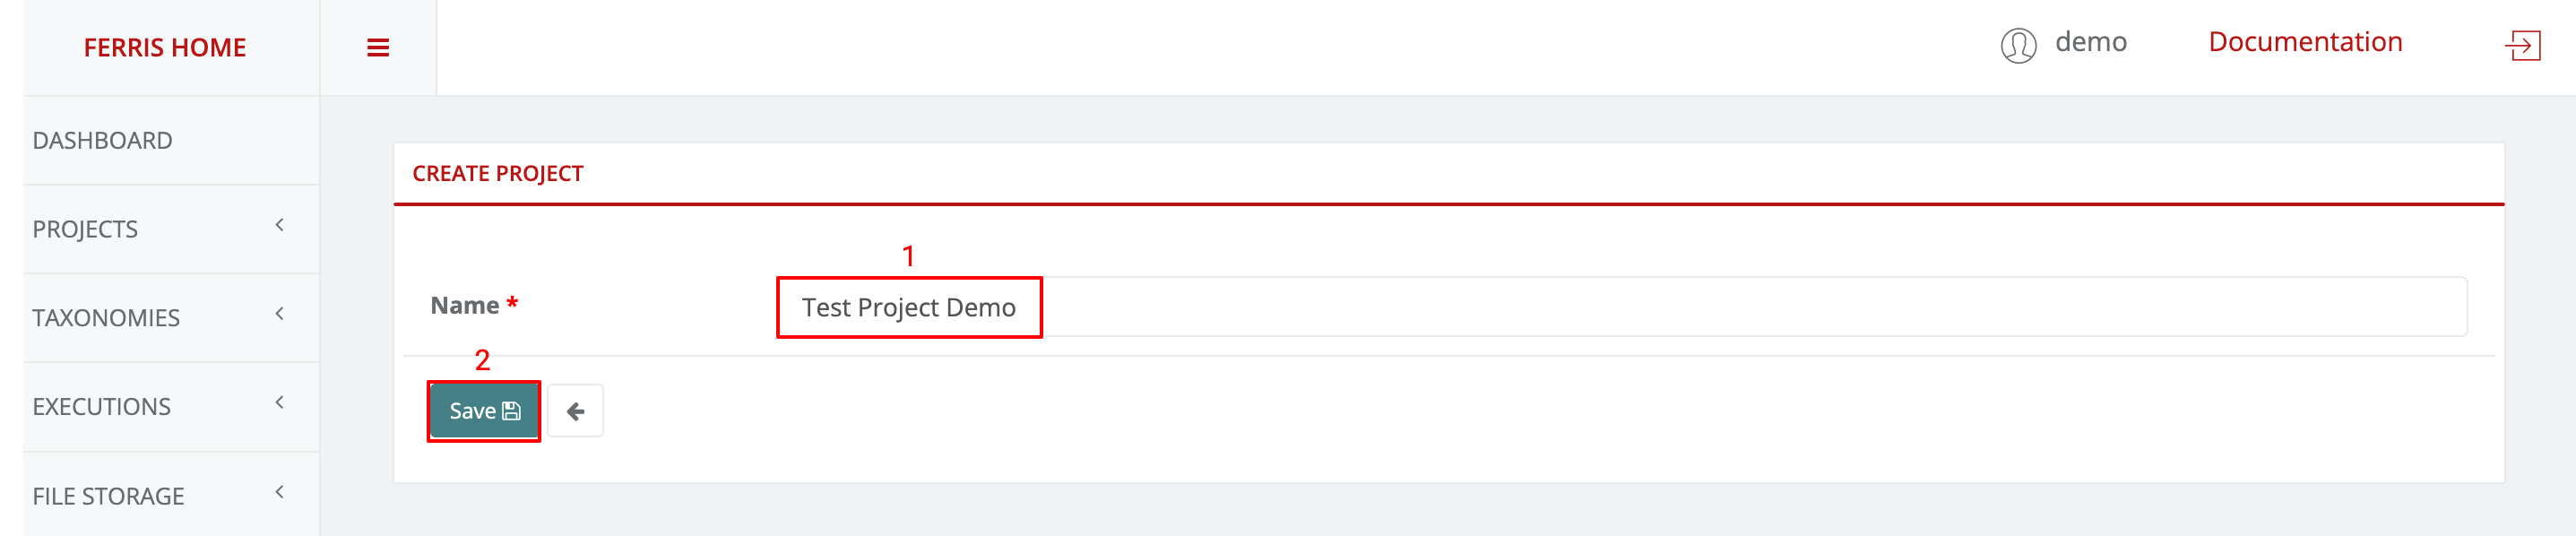 FERRIS HOME
demo
Documentation
DASHBOARD
PROJECTS
TAXONOMIES
EXECUTIONS
FILE STORAGE
CREATE PROJECT
1
Name *
Test Project Demo
2
Save